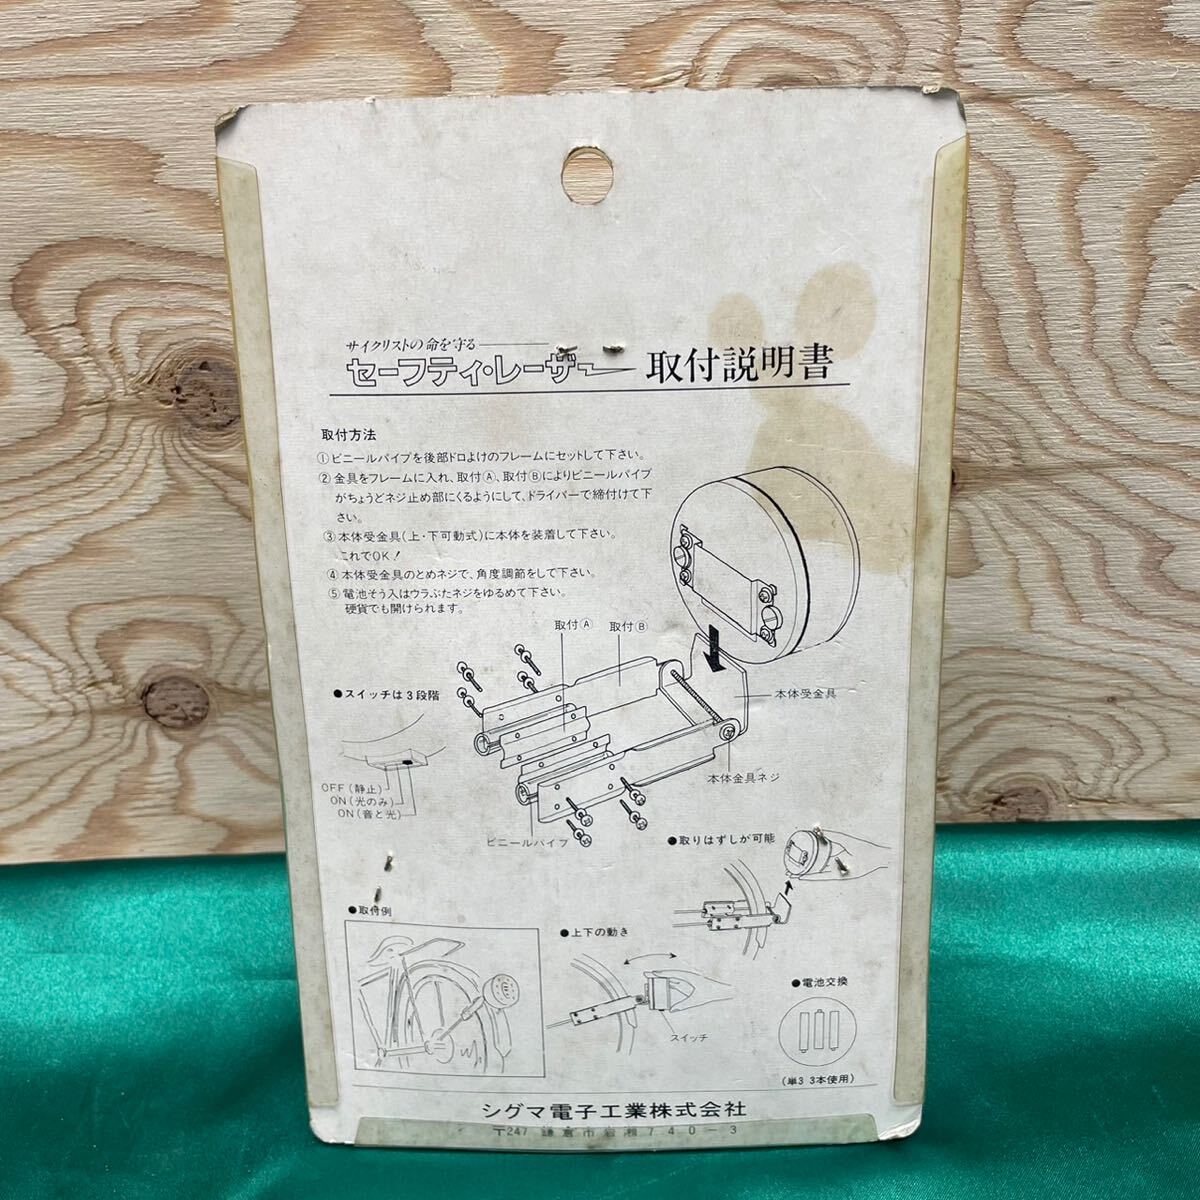 サイクリストの命を守る
セーフティ・レーザー 取付説明書
取付方法
①ビニールパイプを後部ドロよけのフレームにセットして下さい。
②金具をフレームに入れ、取付Ⓐ、取付Ⓑによりビニールパイプ
がちょうどネジ止め部にくるようにして、ドライバーで締付けて下
さい。
③本体受金具(上・下可動式)に本体を装着して下さい。
これでOK!
④本体受金具のとめネジで、角度調節をして下さい。
⑤電池そう入はウラぶたネジをゆるめて下さい。
硬貨でも開けられます。
取付Ⓐ 取付Ⓑ
●スイッチは3段階
本体受金具
OFF(静止)
ON(光のみ)
ON(音と光)
本体金具ネジ
ビニールパイプ
●取りはずしが可能
●取付例
●上下の動き
スイッチ
●電池交換
(単3 3本使用)
シグマ電子工業株式会社
〒247 鎌倉市岩瀬740-3